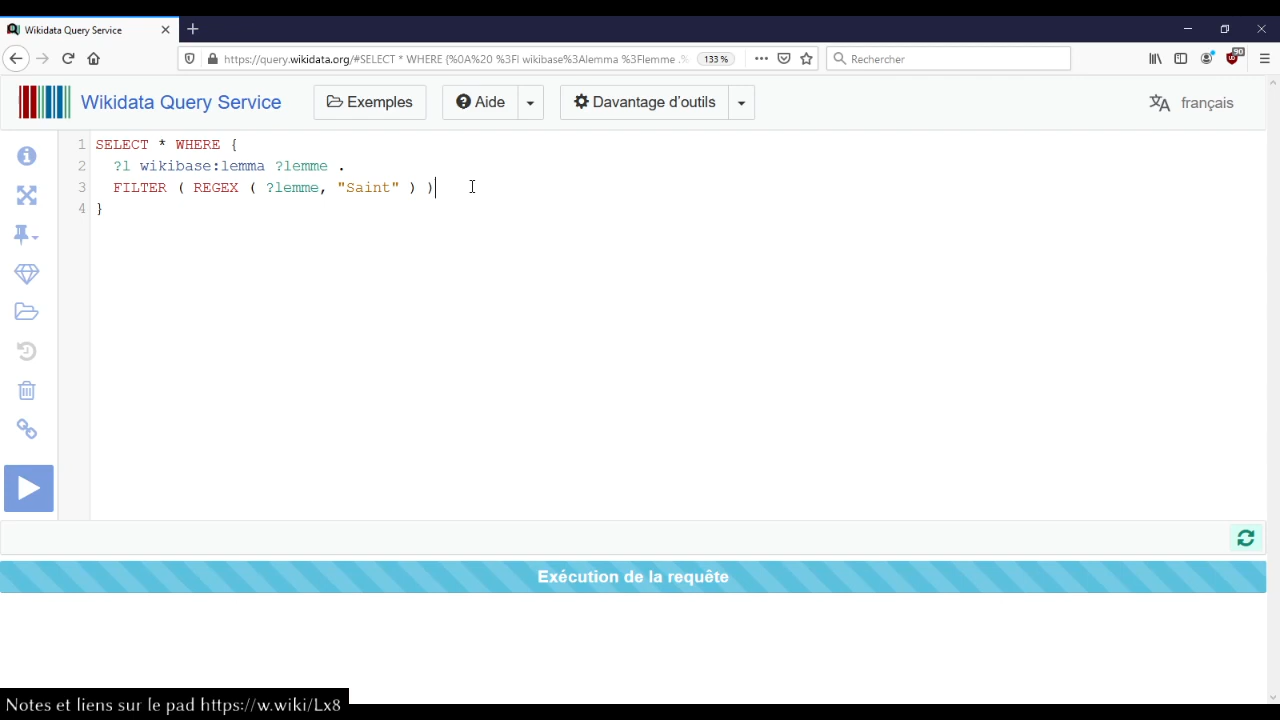 Wikidata Query Service
https://query.wikidata.org/#SELECT * WHERE {%0A%20 %3Fl wikibase%3Alemma %3Flemme .%
133 %
Rechercher
90
Wikidata Query Service
Exemples
Aide
Davantage d'outils
français
1 SELECT * WHERE {
2 ?l wikibase:lemma ?lemme .
3 FILTER ( REGEX ( ?lemme, "Saint" ) )
4 }
Exécution de la requête
Notes et liens sur le pad https://w.wiki/Lx8